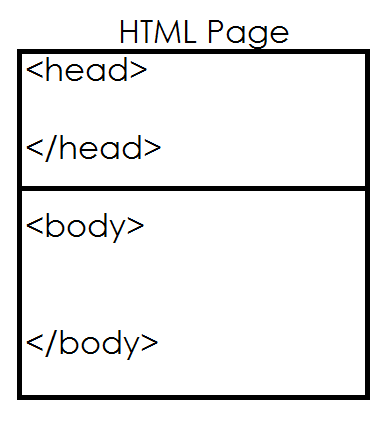 HTML Page
<head>
</head>
<body>
</body>